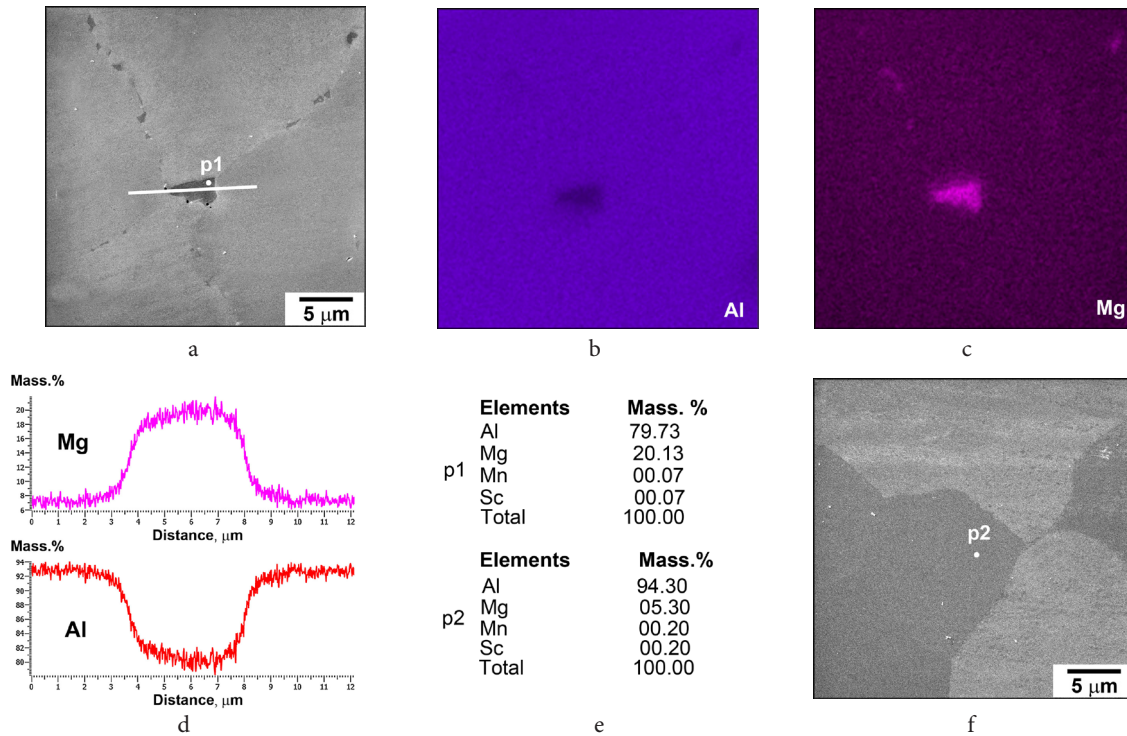 p1
5 μm
a
Al
b
Mg
c
Mass.%
20
18
16
14
12
10
8
6
Mg
0 1 2 3 4 5 6 7 8 9 10 11 12
Distance, μm
Mass.%
94
92
90
88
86
84
82
80
Al
0 1 2 3 4 5 6 7 8 9 10 11 12
Distance, μm
d
Elements Mass. %
Al 79.73
p1 Mg 20.13
Mn 00.07
Sc 00.07
Total 100.00
Elements Mass.%
Al 94.30
p2 Mg 05.30
Mn 00.20
Sc 00.20
Total 100.00
e
p2
5 μm
f